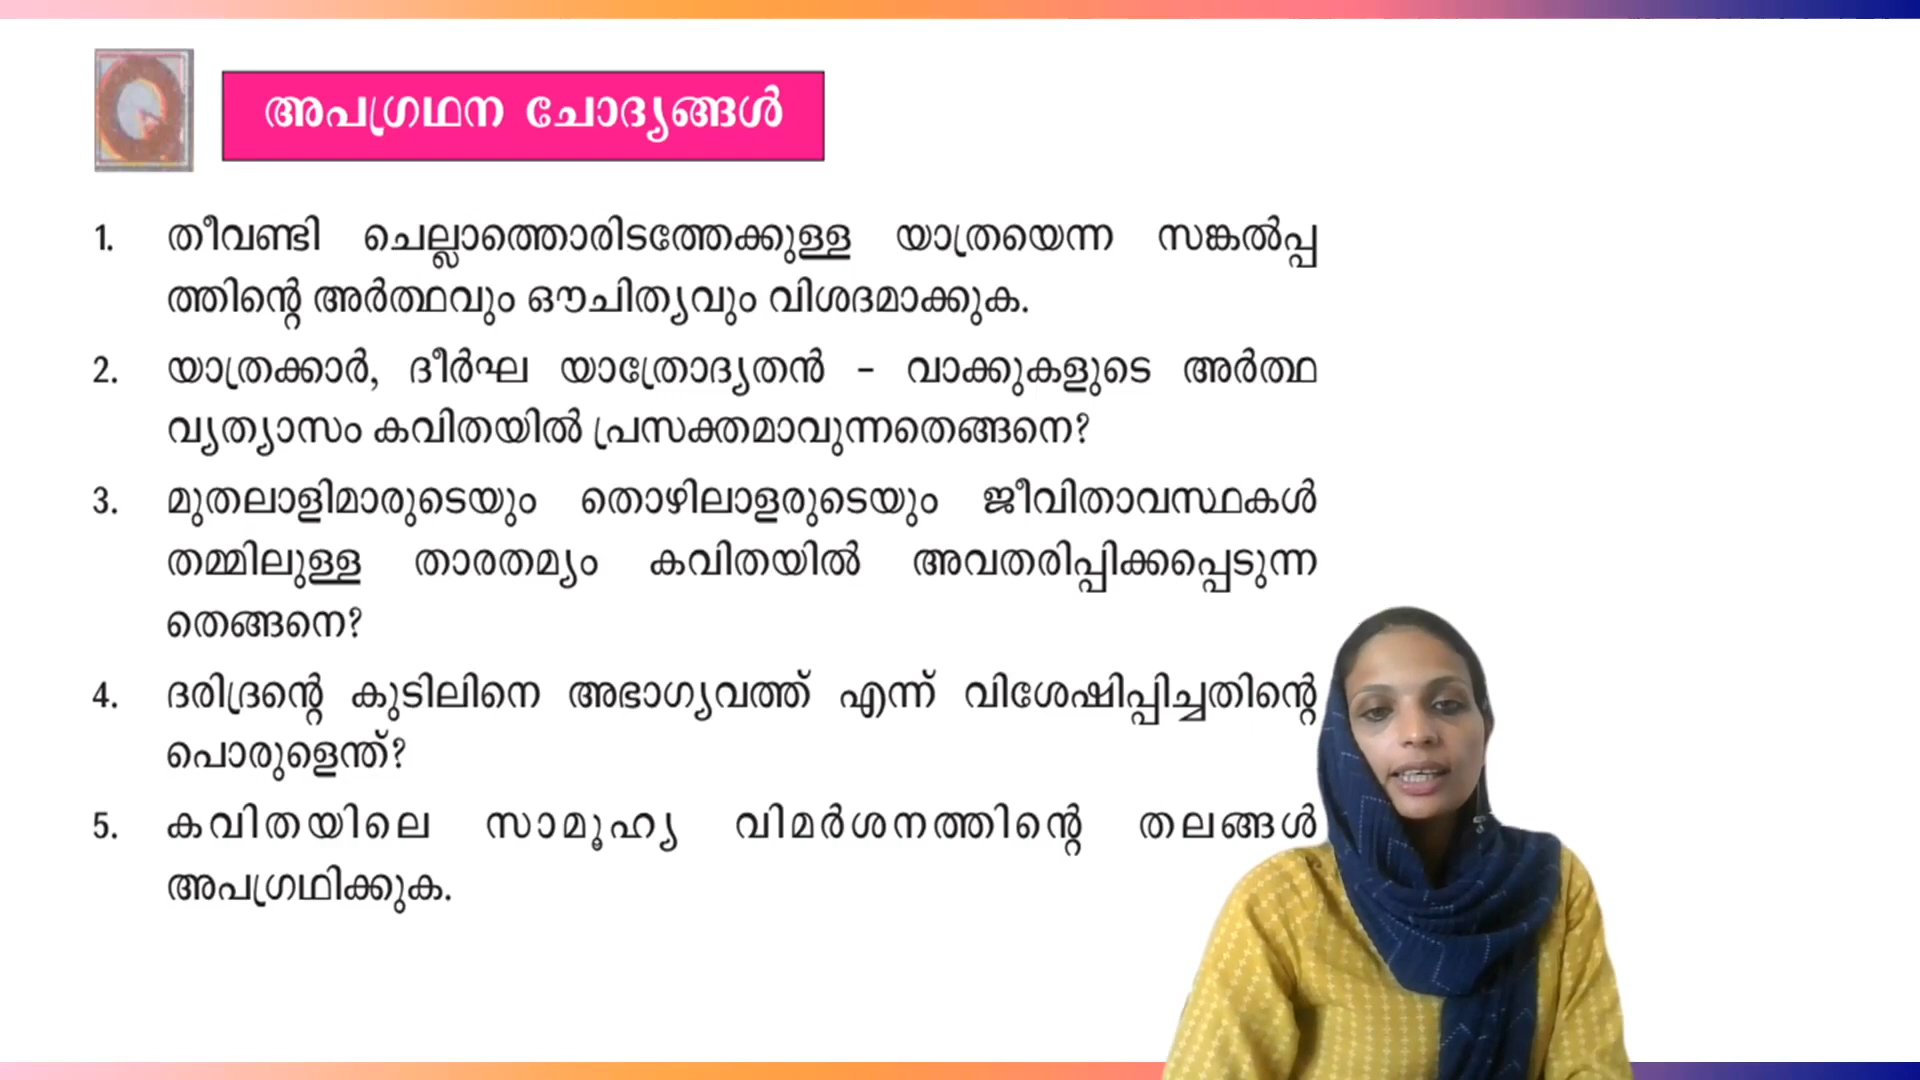 അപഗ്രഥന ചോദ്യങ്ങൾ
1. തീവണ്ടി ചെല്ലാത്തൊരിടത്തേക്കുള്ള യാത്രയെന്ന സങ്കൽപ്പ
ത്തിന്റെ അർത്ഥവും ഔചിത്യവും വിശദമാക്കുക.
2. യാത്രക്കാർ, ദീർഘ യാത്രോദ്യതൻ – വാക്കുകളുടെ അർത്ഥ
വ്യത്യാസം കവിതയിൽ പ്രസക്തമാവുന്നതെങ്ങനെ?
3. മുതലാളിമാരുടെയും തൊഴിലാളരുടെയും ജീവിതാവസ്ഥകൾ
തമ്മിലുള്ള താരതമ്യം കവിതയിൽ അവതരിപ്പിക്കപ്പെടുന്ന
തെങ്ങനെ?
4. ദരിദ്രന്റെ കുടിലിനെ അഭാഗ്യവത്ത് എന്ന് വിശേഷിപ്പിച്ചതിന്റെ
പൊരുളെന്ത്?
5. കവിതയിലെ സാമൂഹ്യ വിമർശനത്തിന്റെ തലങ്ങൾ
അപഗ്രഥിക്കുക.